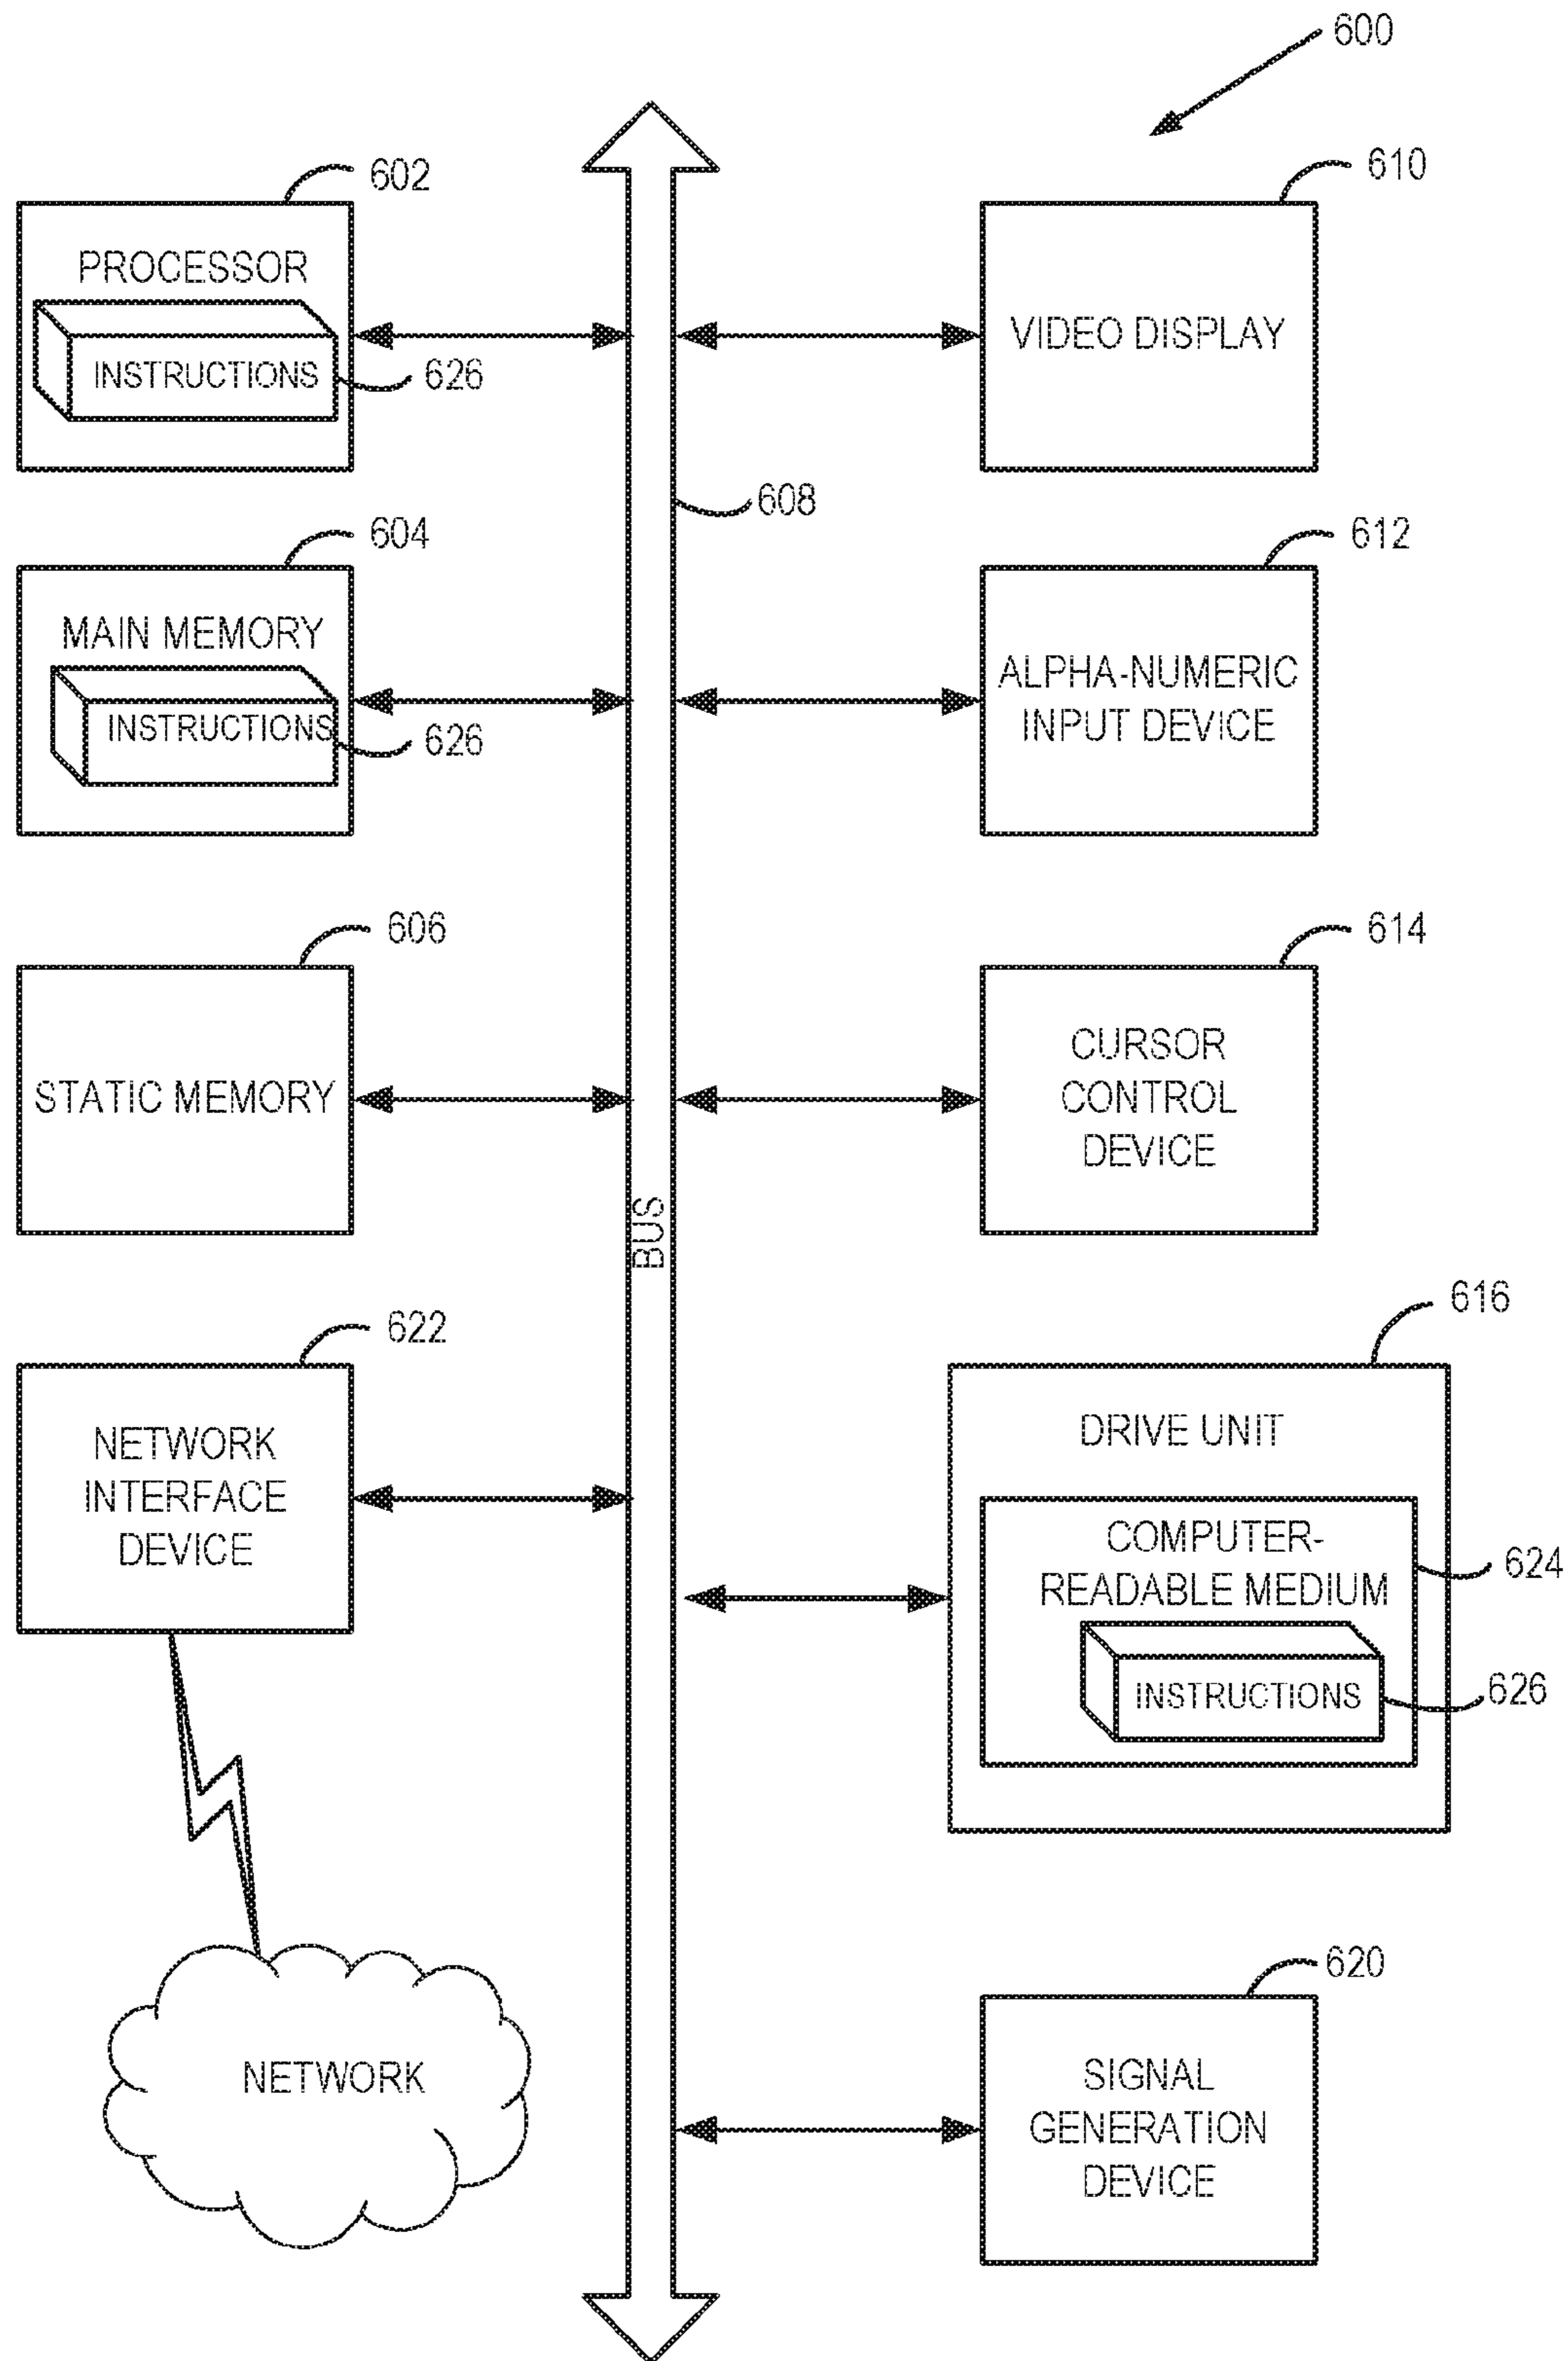 600
602
PROCESSOR
INSTRUCTIONS
626
610
VIDEO DISPLAY
608
604
MAIN MEMORY
INSTRUCTIONS
626
612
ALPHA-NUMERIC
INPUT DEVICE
606
STATIC MEMORY
614
CURSOR
CONTROL
DEVICE
BUS
622
NETWORK
INTERFACE
DEVICE
616
DRIVE UNIT
COMPUTER-
READABLE MEDIUM
624
INSTRUCTIONS
626
NETWORK
620
SIGNAL
GENERATION
DEVICE